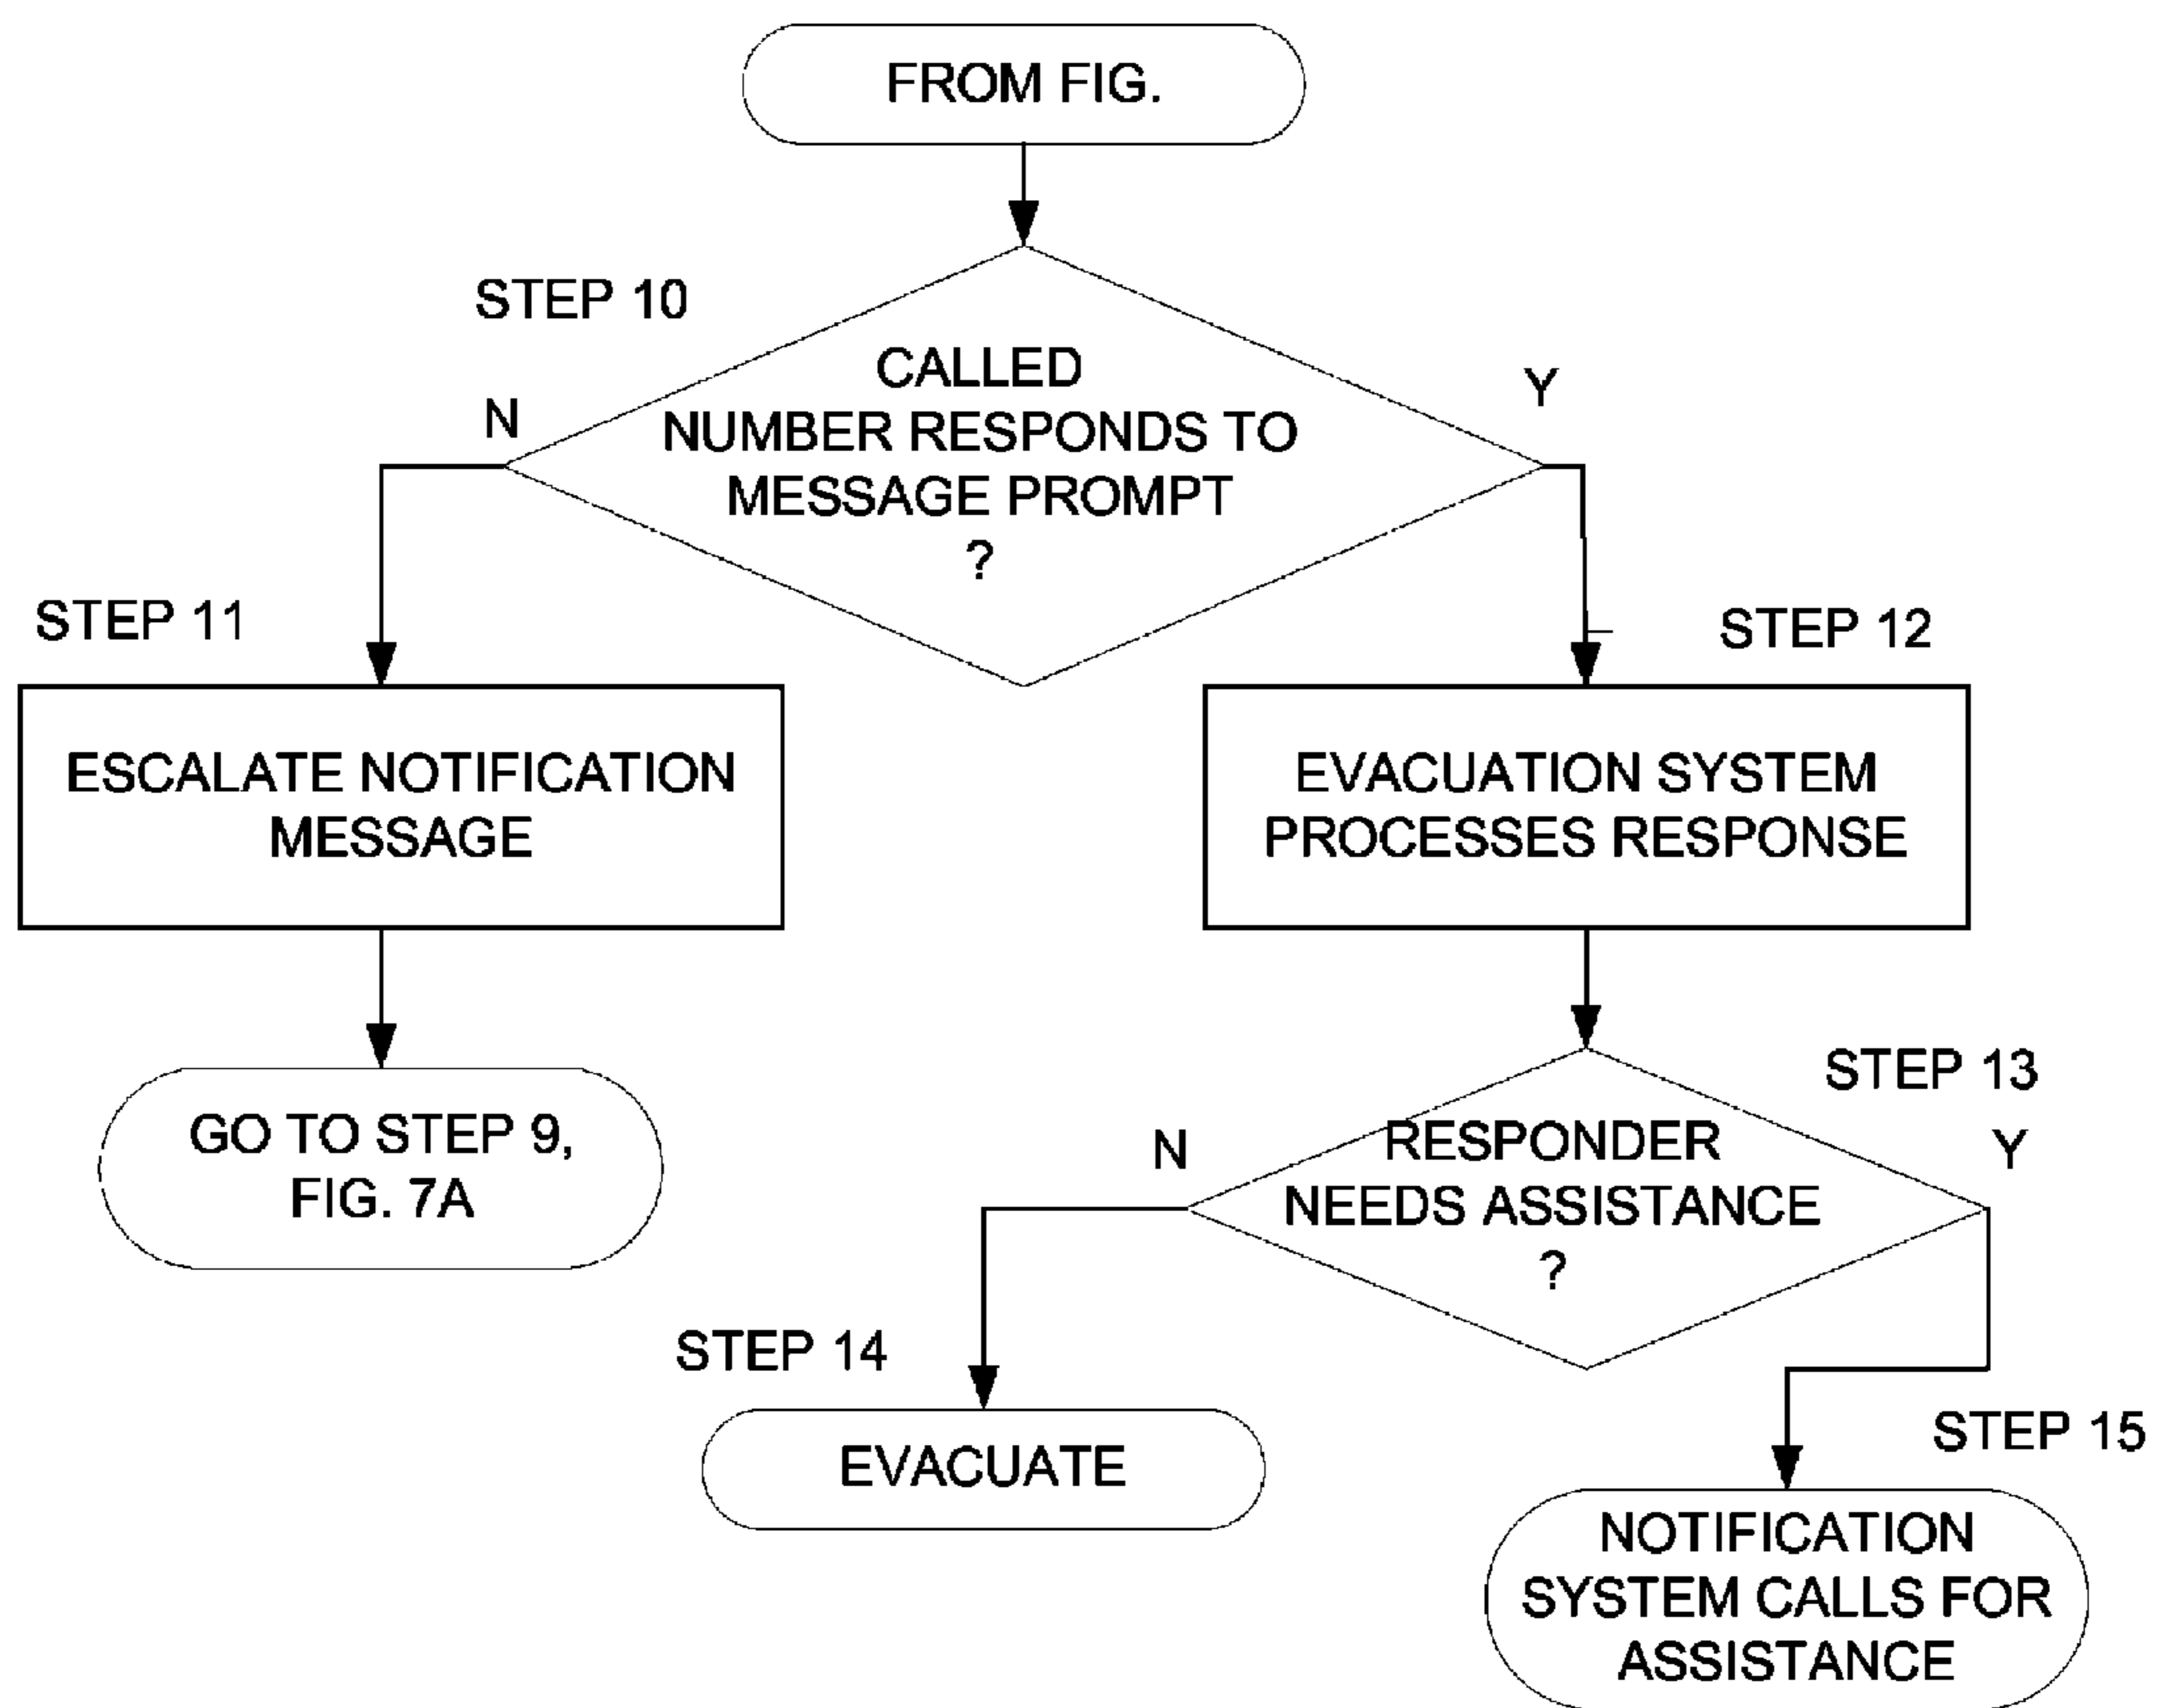 FROM FIG.
STEP 10
CALLED
NUMBER RESPONDS TO
MESSAGE PROMPT
?
N
Y
STEP 11
STEP 12
ESCALATE NOTIFICATION
MESSAGE
EVACUATION SYSTEM
PROCESSES RESPONSE
GO TO STEP 9,
FIG. 7A
STEP 13
RESPONDER
NEEDS ASSISTANCE
?
N
Y
STEP 14
EVACUATE
STEP 15
NOTIFICATION
SYSTEM CALLS FOR
ASSISTANCE